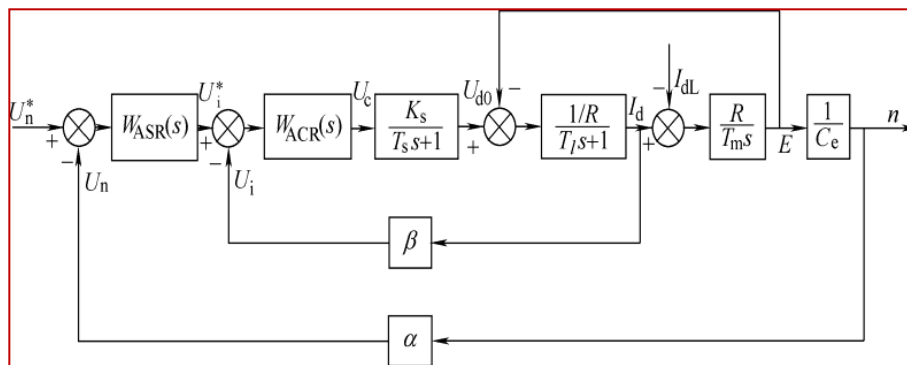 U*n
+
−
Un
WASR(s)
U*i
+
−
Ui
WACR(s)
Uc
Ks
Tss+1
Ud0
−
+
1/R
Tls+1
Id
−
IdL
+
R
Tms
E
1
Ce
n
β
α